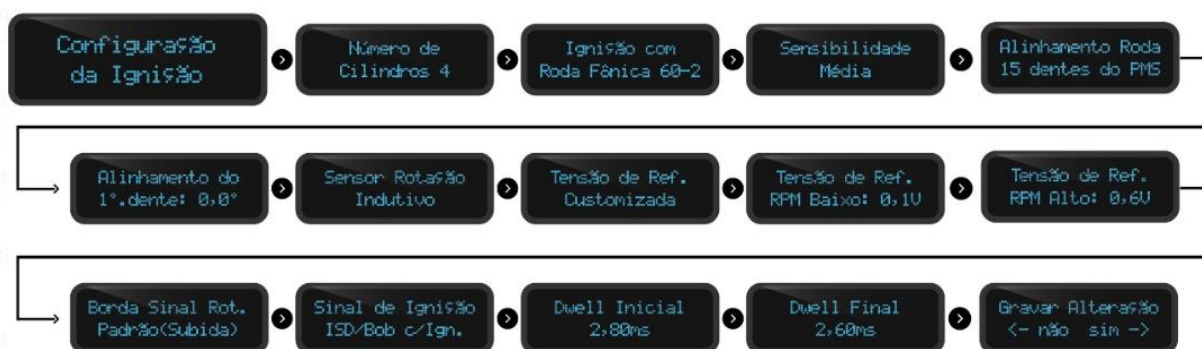 Configuração
da Ignição
Número de
Cilindros 4
Ignição com
Roda Fônica 60-2
Sensibilidade
Média
Alinhamento Roda
15 dentes do PMS
Alinhamento do
1°.dente: 0,0°
Sensor Rotação
Indutivo
Tensão de Ref.
Customizada
Tensão de Ref.
RPM Baixo: 0,1V
Tensão de Ref.
RPM Alto: 0,6V
Borda Sinal Rot.
Padrão(Subida)
Sinal de Ignição
ISD/Bob c/Ign.
Dwell Inicial
2,80ms
Dwell Final
2,60ms
Gravar Alteração
<- não sim ->